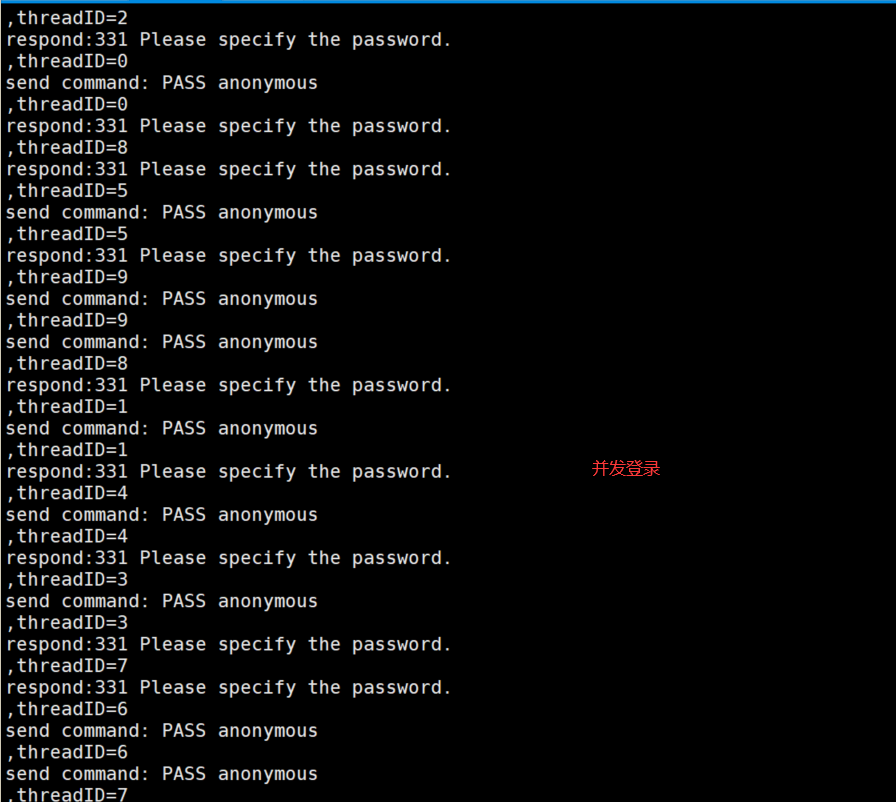 ,threadID=2
respond:331 Please specify the password.
,threadID=0
send command: PASS anonymous
,threadID=0
respond:331 Please specify the password.
,threadID=8
respond:331 Please specify the password.
,threadID=5
send command: PASS anonymous
,threadID=5
respond:331 Please specify the password.
,threadID=9
send command: PASS anonymous
,threadID=9
send command: PASS anonymous
,threadID=8
respond:331 Please specify the password.
,threadID=1
send command: PASS anonymous
,threadID=1
respond:331 Please specify the password.
并发登录
,threadID=4
send command: PASS anonymous
,threadID=4
respond:331 Please specify the password.
,threadID=3
send command: PASS anonymous
,threadID=3
respond:331 Please specify the password.
,threadID=7
respond:331 Please specify the password.
,threadID=6
send command: PASS anonymous
,threadID=6
send command: PASS anonymous
,threadID=7